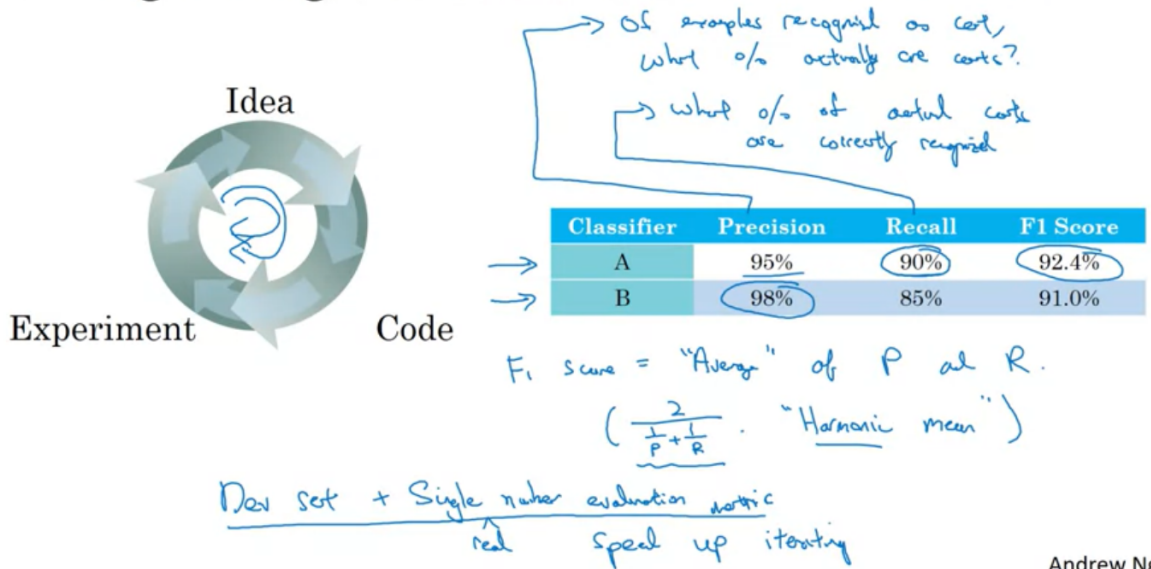 Of examples recognized as cat,
what % actually are cats?
Idea
what % of actual cats
are correctly recognized
Classifier Precision Recall F1 Score
A 95% 90% 92.4%
B 98% 85% 91.0%
Experiment
Code
F1 score = "Average" of P and R.
( 2 / (1/P + 1/R) . "Harmonic mean" )
Dev set + Single number evaluation metric
real speed up iterating
Andrew